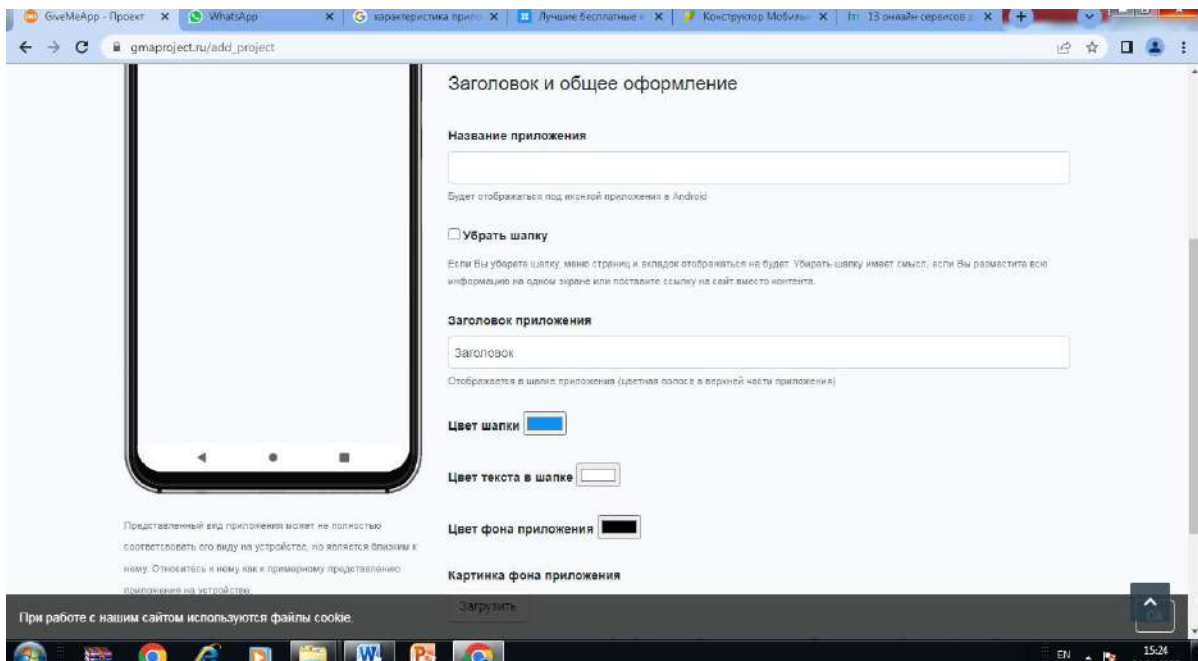 GiveMeApp - Проект
WhatsApp
характеристика прило
Лучшие бесплатные к
Конструктор Мобиль
13 онлайн сервисов д
gmaproject.ru/add_project
Заголовок и общее оформление
Название приложения
Будет отображаться под иконкой приложения в Android
Убрать шапку
Если Вы уберете шапку, меню страниц и вкладок отображаться не будет. Убирать шапку имеет смысл, если Вы разместите всю
информацию на одном экране или поставите ссылку на сайт вместо контента.
Заголовок приложения
Заголовок
Отображается в шапке приложения (цветная полоса в верхней части приложения)
Цвет шапки
Цвет текста в шапке
Цвет фона приложения
Картинка фона приложения
Загрузить
Представленный вид приложения может не полностью
соответствовать его виду на устройстве, но является близким к
нему. Относитесь к нему как к примерному представлению
приложения на устройстве.
При работе с нашим сайтом используются файлы cookie.
Ok
EN
15:24